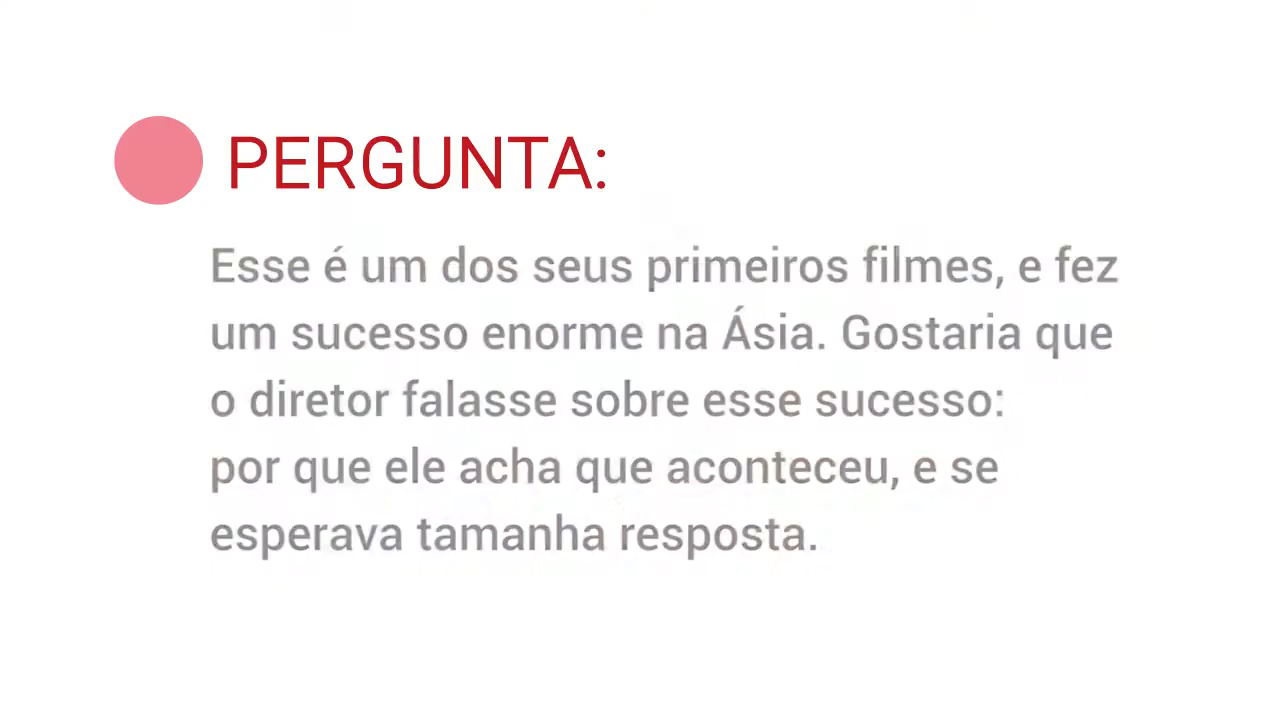 PERGUNTA:
Esse é um dos seus primeiros filmes, e fez
um sucesso enorme na Ásia. Gostaria que
o diretor falasse sobre esse sucesso:
por que ele acha que aconteceu, e se
esperava tamanha resposta.